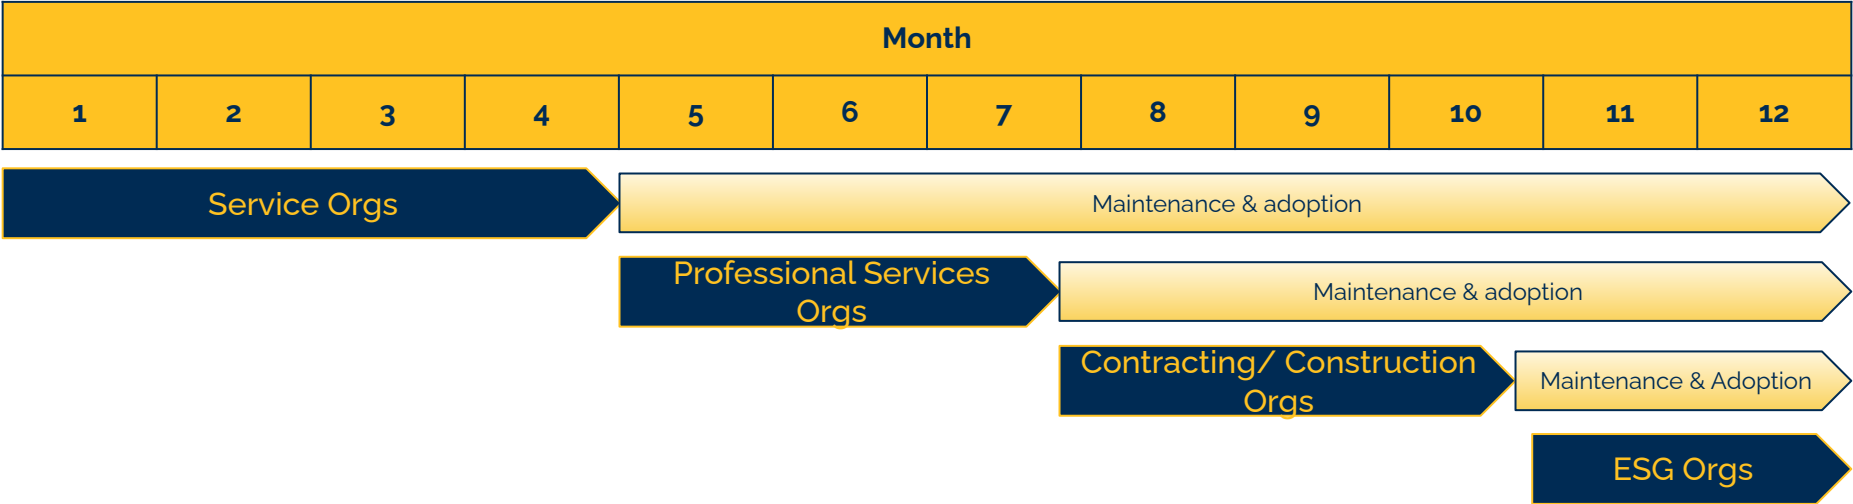 Month
1 2 3 4 5 6 7 8 9 10 11 12
Service Orgs
Maintenance & adoption
Professional Services
Orgs
Maintenance & adoption
Contracting/ Construction
Orgs
Maintenance & Adoption
ESG Orgs